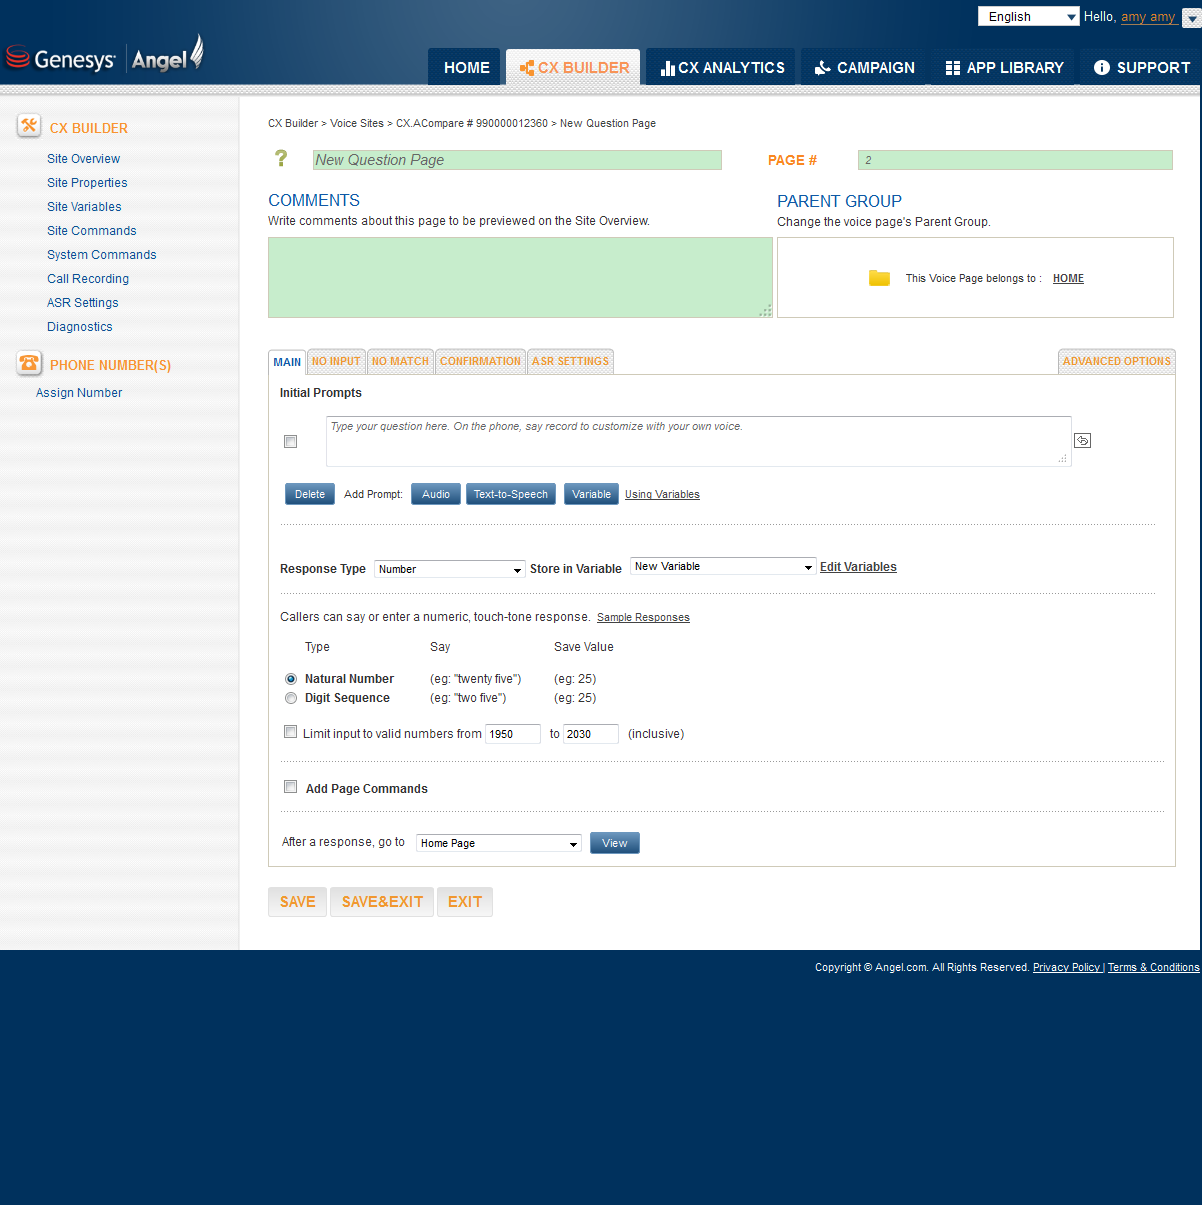 English Hello, amy amy
Genesys Angel
HOME CX BUILDER CX ANALYTICS CAMPAIGN APP LIBRARY SUPPORT
CX BUILDER
Site Overview
Site Properties
Site Variables
Site Commands
System Commands
Call Recording
ASR Settings
Diagnostics
PHONE NUMBER(S)
Assign Number
CX Builder > Voice Sites > CX.ACompare # 990000012360 > New Question Page
? New Question Page PAGE # 2
COMMENTS
Write comments about this page to be previewed on the Site Overview.
PARENT GROUP
Change the voice page's Parent Group.
This Voice Page belongs to : HOME
MAIN NO INPUT NO MATCH CONFIRMATION ASR SETTINGS ADVANCED OPTIONS
Initial Prompts
Type your question here. On the phone, say record to customize with your own voice.
Delete Add Prompt: Audio Text-to-Speech Variable Using Variables
Response Type Number Store in Variable New Variable Edit Variables
Callers can say or enter a numeric, touch-tone response. Sample Responses
Type Say Save Value
Natural Number (eg: "twenty five") (eg: 25)
Digit Sequence (eg: "two five") (eg: 25)
Limit input to valid numbers from 1950 to 2030 (inclusive)
Add Page Commands
After a response, go to Home Page View
SAVE SAVE&EXIT EXIT
Copyright © Angel.com. All Rights Reserved. Privacy Policy | Terms & Conditions